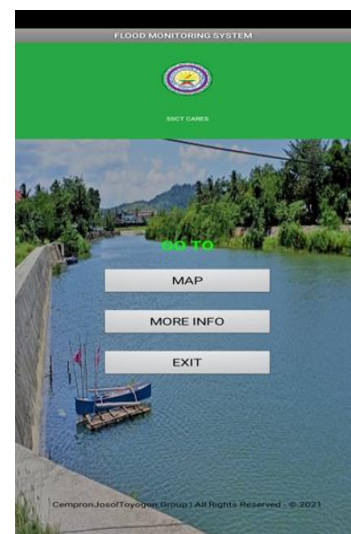 FLOOD MONITORING SYSTEM
SSCT CARES
GO TO
MAP
MORE INFO
EXIT
CempronJosolToyogon Group | All Rights Reserved - © 2021